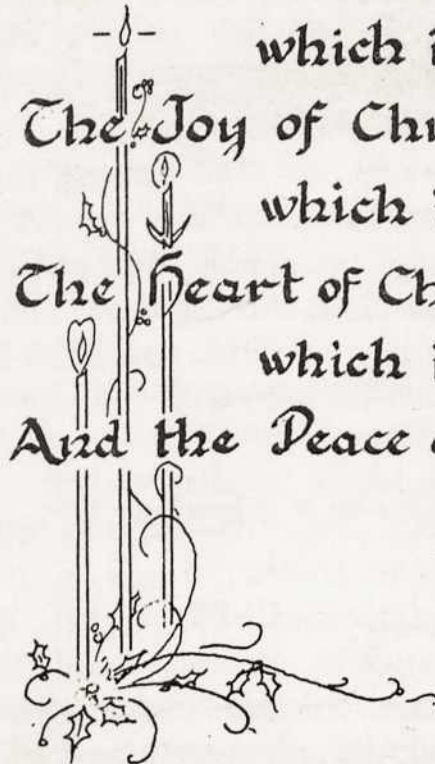 which i
The Joy of Chr
which i
The Heart of Ch
which i
And the Peace